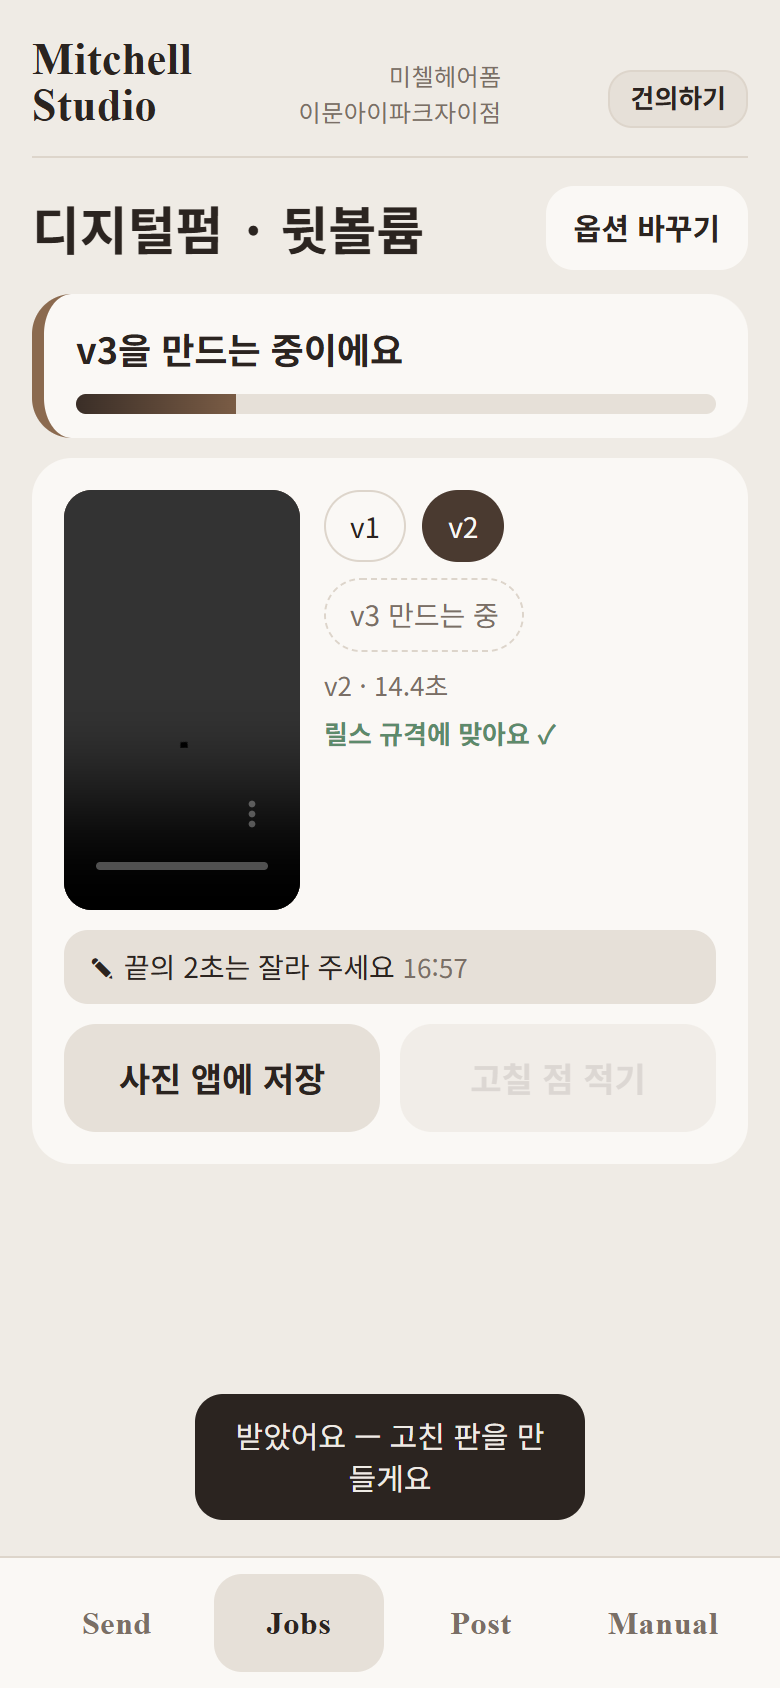 Mitchell
Studio
미첼헤어폼
이문아이파크자이점
건의하기
디지털펌 · 뒷볼륨
옵션 바꾸기
v3을 만드는 중이에요
v1
v2
v3 만드는 중
v2 · 14.4초
릴스 규격에 맞아요 ✓
✏ 끝의 2초는 잘라 주세요 16:57
사진 앱에 저장
고칠 점 적기
받았어요 — 고친 판을 만
들게요
Send
Jobs
Post
Manual